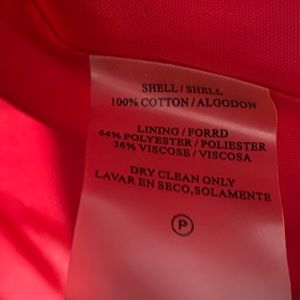 SHELL/SHELL
100% COTTON/ALGODON
LINING/FORRD
64% POLYESTER/POLIESTER
36% VISCOSE/VISCOSA
DRY CLEAN ONLY
LAVAR EN SECO,SOLAMENTE
P